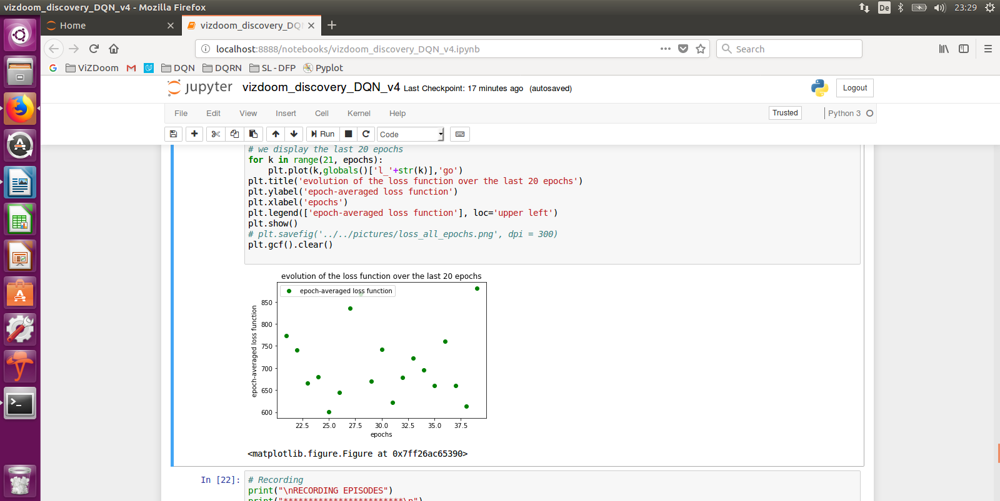 vizdoom_discovery_DQN_v4 - Mozilla Firefox
De
23:29
Home
vizdoom_discovery_DQ
localhost:8888/notebooks/vizdoom_discovery_DQN_v4.ipynb
Search
ViZDoom
DQN
DQRN
SL-DFP
Pyplot
jupyter
vizdoom_discovery_DQN_v4 Last Checkpoint: 17 minutes ago (autosaved)
Logout
File Edit View Insert Cell Kernel Help
Trusted
Python 3
Run
Code
# we display the last 20 epochs
for k in range(21, epochs):
    plt.plot(k,globals()['l_'+str(k)],'go')
plt.title('evolution of the loss function over the last 20 epochs')
plt.ylabel('epoch-averaged loss function')
plt.xlabel('epochs')
plt.legend(['epoch-averaged loss function'], loc='upper left')
plt.show()
# plt.savefig('../../pictures/loss_all_epochs.png', dpi = 300)
plt.gcf().clear()
evolution of the loss function over the last 20 epochs
epoch-averaged loss function
epoch-averaged loss function
850
800
750
700
650
600
22.5 25.0 27.5 30.0 32.5 35.0 37.5
epochs
<matplotlib.figure.Figure at 0x7ff26ac65390>
In [22]:
# Recording
print("\nRECORDING EPISODES")
print("************************\n")